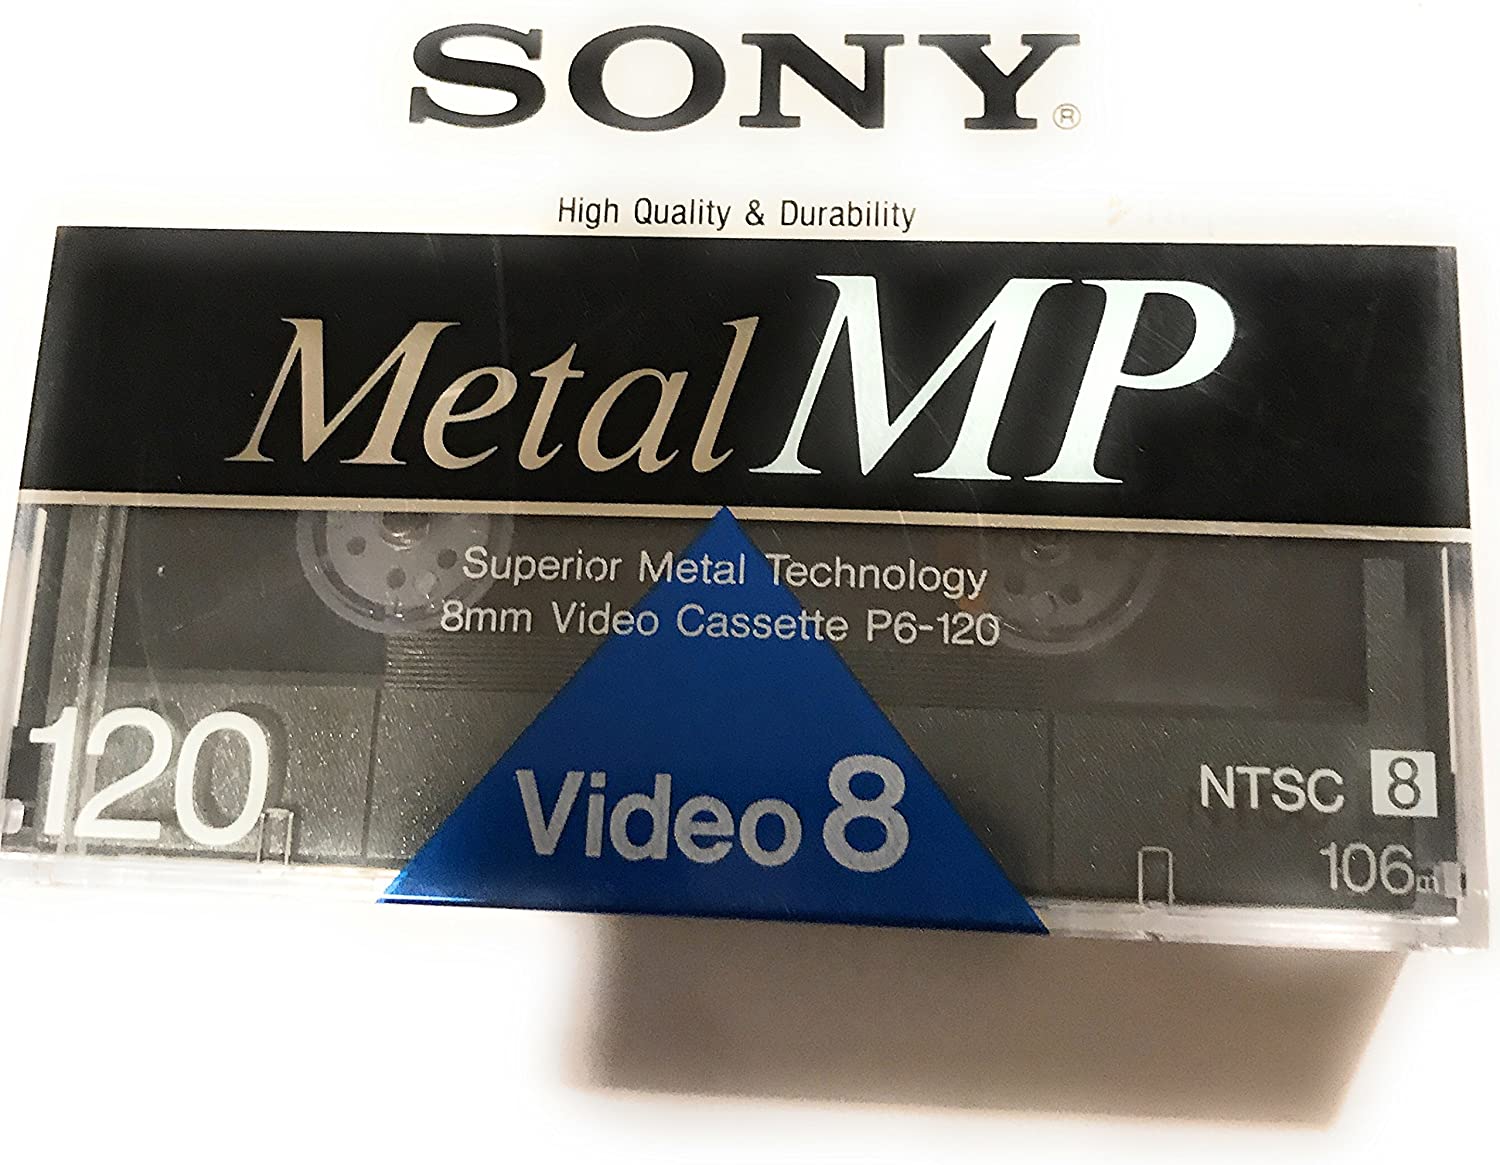 SONY®
High Quality & Durability
Metal MP
Superior Metal Technology
8mm Video Cassette P6-120
120
Video 8
NTSC 8
106m